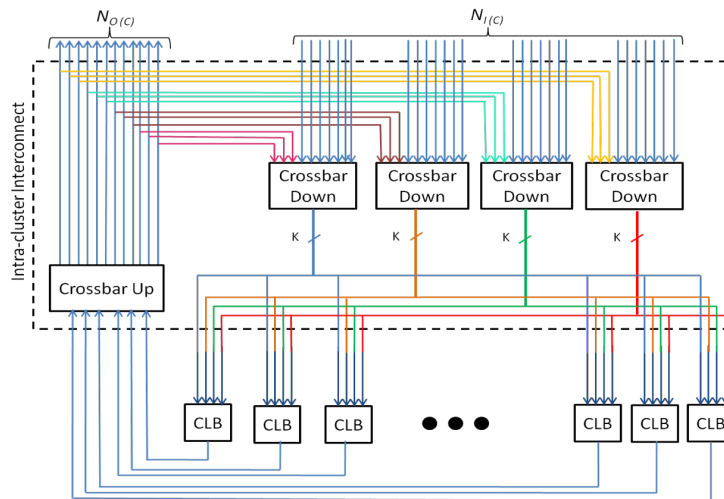 N_O(C)
N_I(C)
Intra-cluster Interconnect
Crossbar
Down
Crossbar
Down
Crossbar
Down
Crossbar
Down
K
K
K
K
Crossbar Up
CLB
CLB
CLB
CLB
CLB
CLB